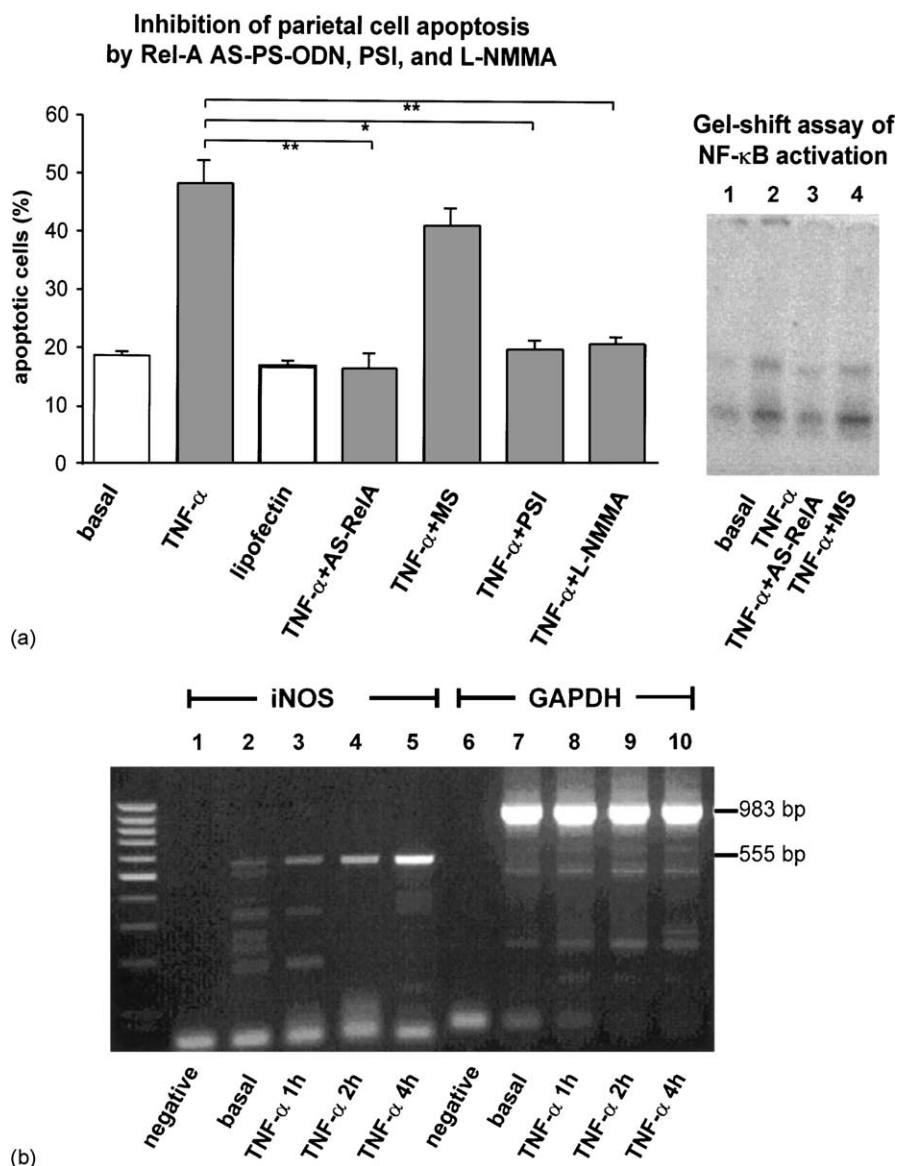 Inhibition of parietal cell apoptosis
by Rel-A AS-PS-ODN, PSI, and L-NMMA
60
50
40
30
20
10
0
apoptotic cells (%)
**
*
**
basal
TNF-α
lipofectin
TNF-α+AS-RelA
TNF-α+MS
TNF-α+PSI
TNF-α+L-NMMA
Gel-shift assay of
NF-κB activation
1 2 3 4
basal
TNF-α
TNF-α+AS-RelA
TNF-α+MS
(a)
iNOS GAPDH
1 2 3 4 5 6 7 8 9 10
983 bp
555 bp
negative
basal
TNF-α 1h
TNF-α 2h
TNF-α 4h
negative
basal
TNF-α 1h
TNF-α 2h
TNF-α 4h
(b)